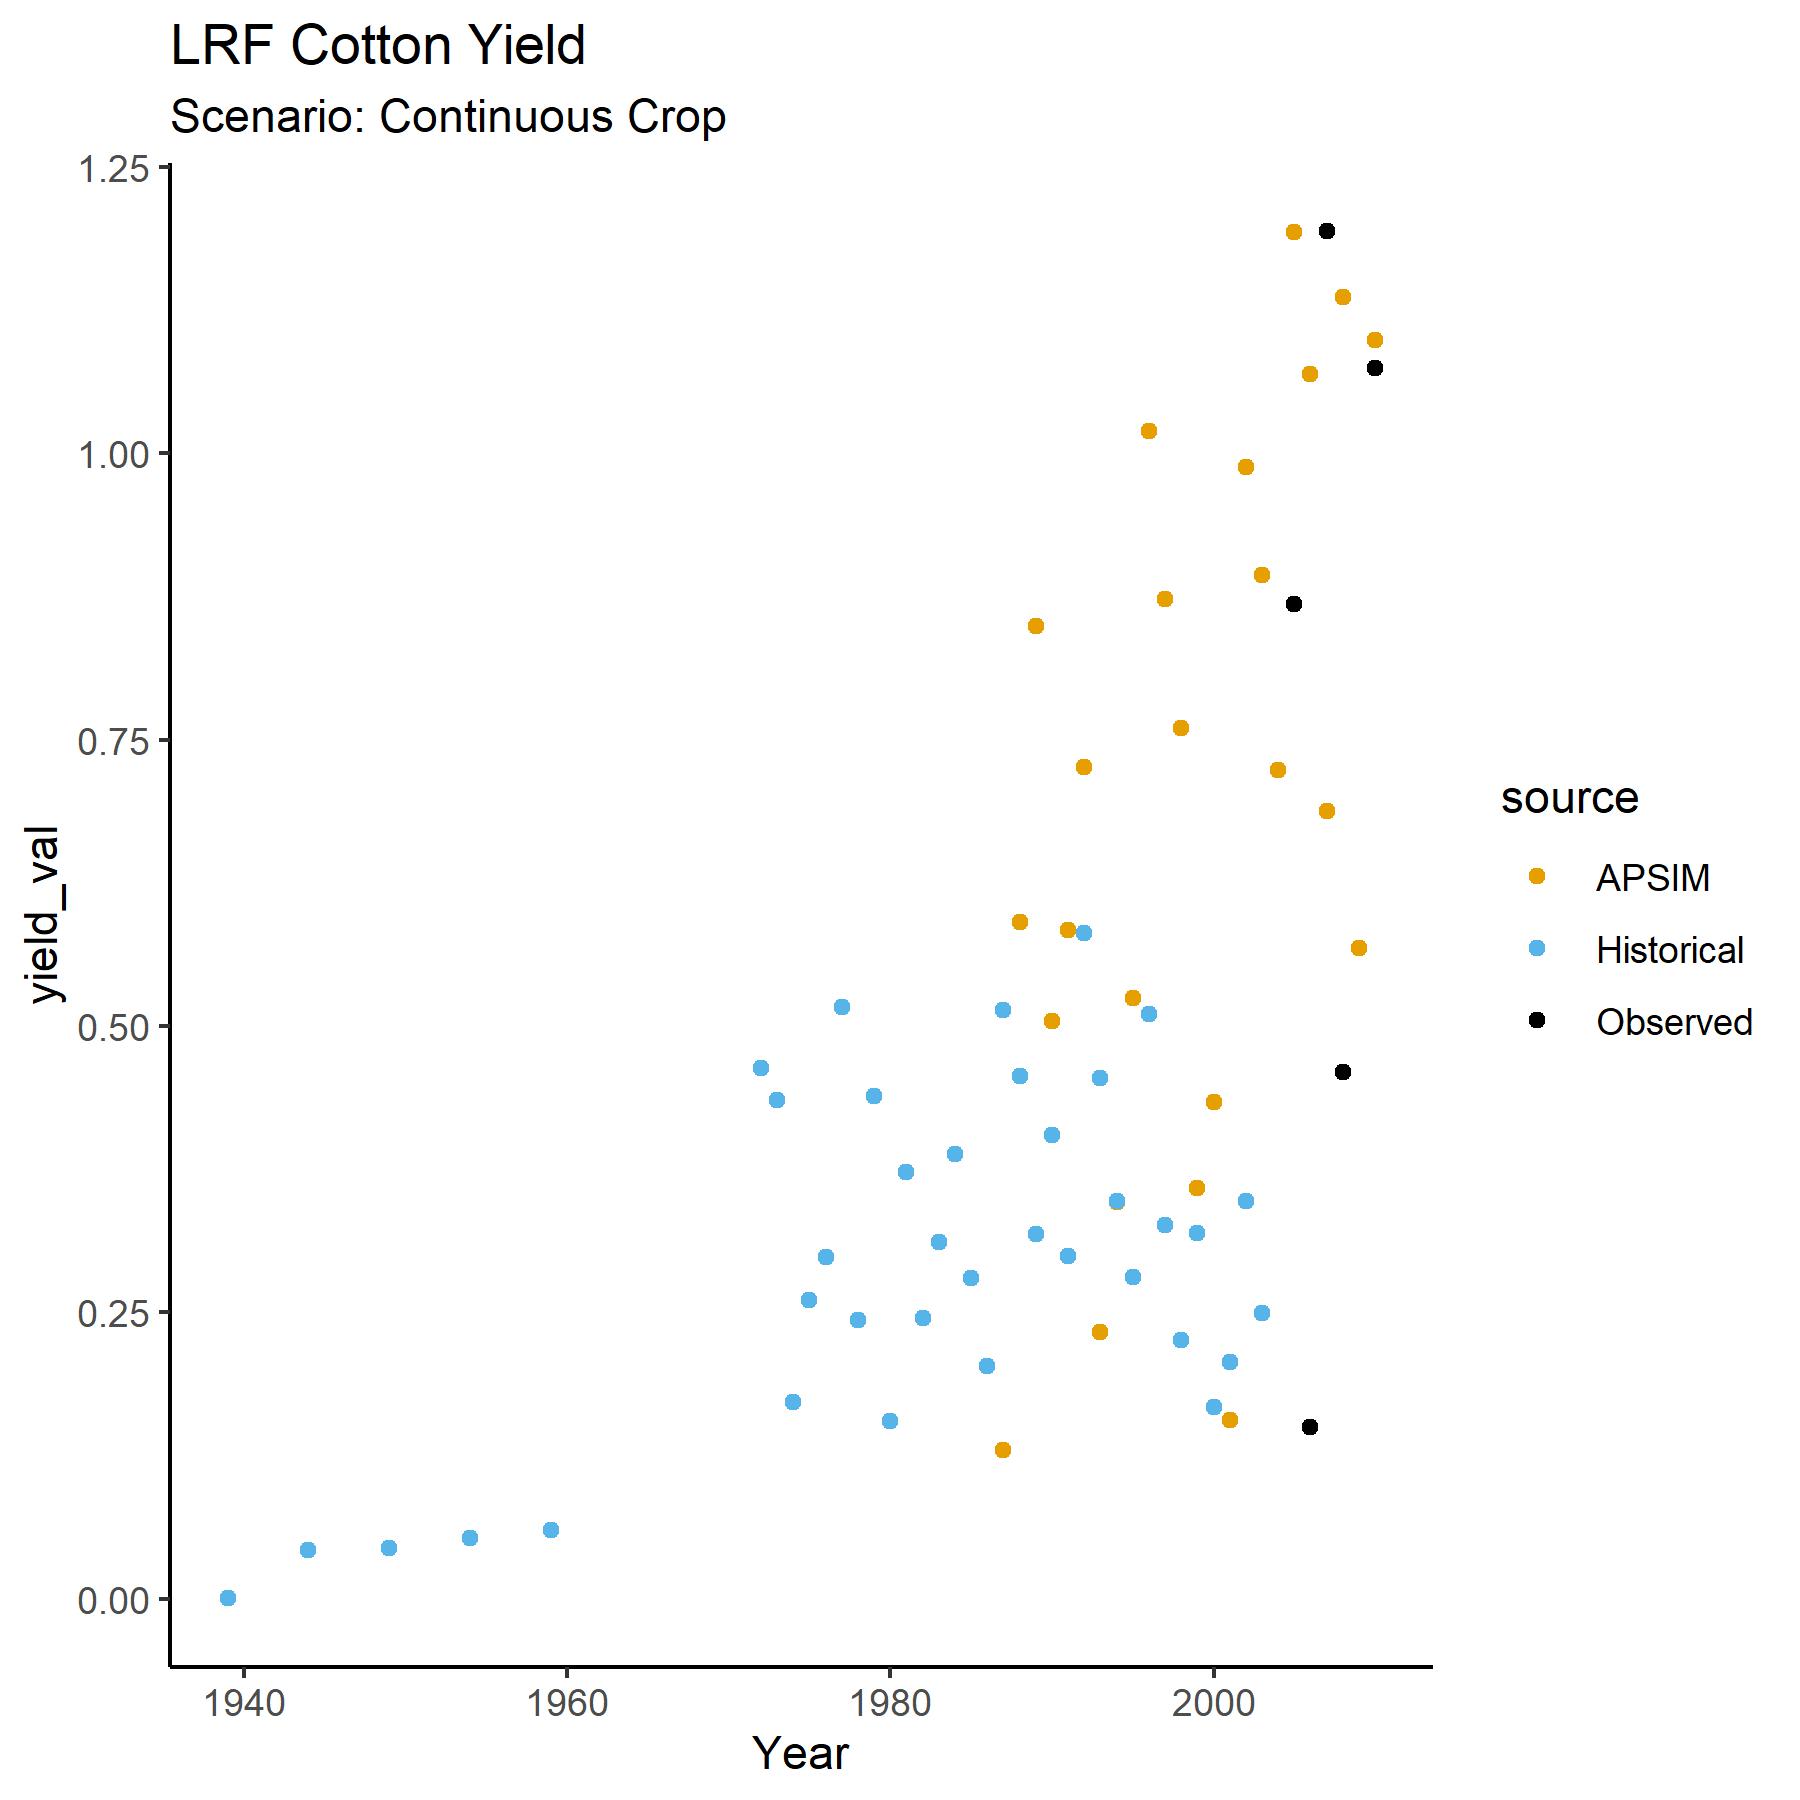 LRF Cotton Yield
Scenario: Continuous Crop
1.25
1.00
0.75
0.50
0.25
0.00
yield_val
1940 1960 1980 2000
Year
source
APSIM
Historical
Observed